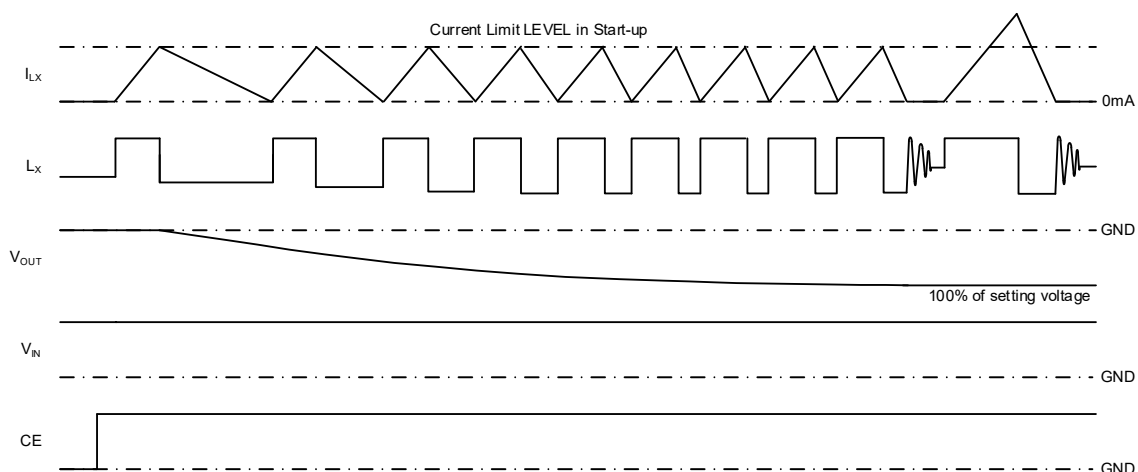 Current Limit LEVEL in Start-up
ILX
0mA
LX
GND
VOUT
100% of setting voltage
VIN
GND
CE
GND